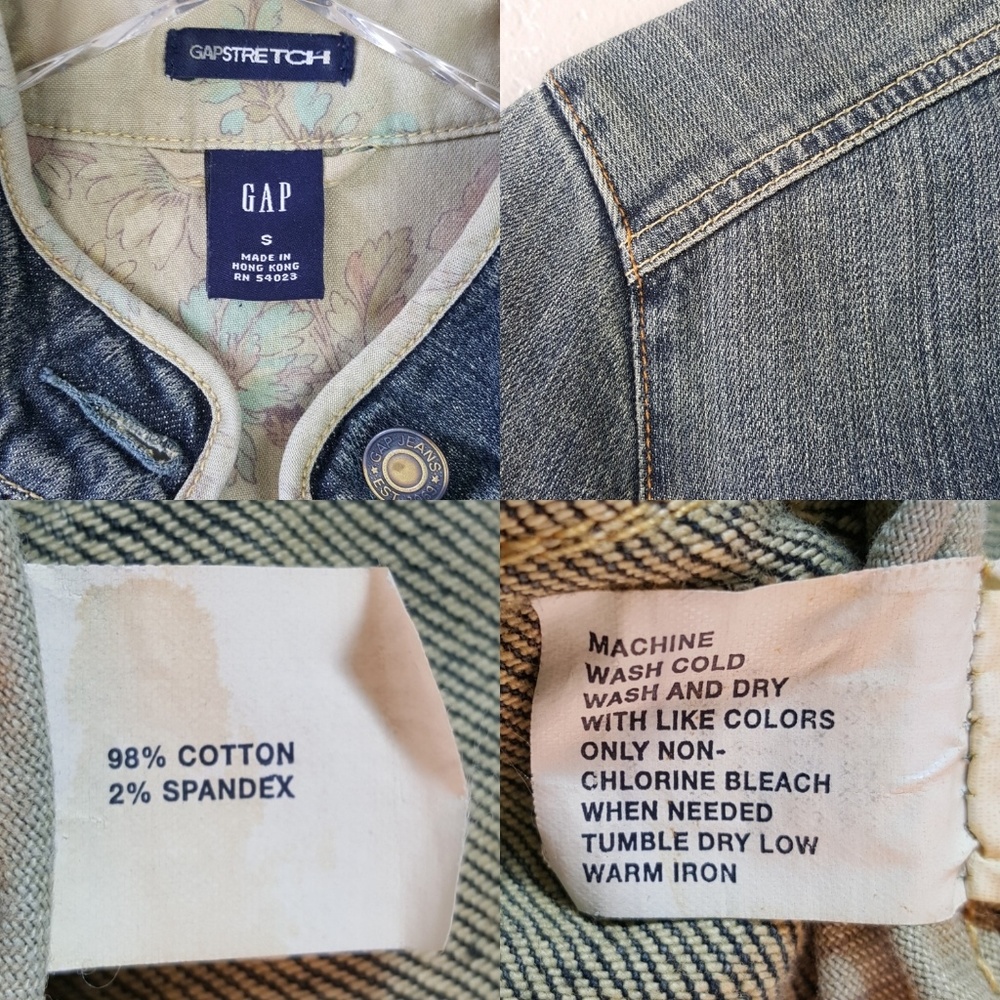 GAPSTRETCH
GAP
S
MADE IN
HONG KONG
RN 54023
GAP JEANS
EST
98% COTTON
2% SPANDEX
MACHINE
WASH COLD
WASH AND DRY
WITH LIKE COLORS
ONLY NON-
CHLORINE BLEACH
WHEN NEEDED
TUMBLE DRY LOW
WARM IRON